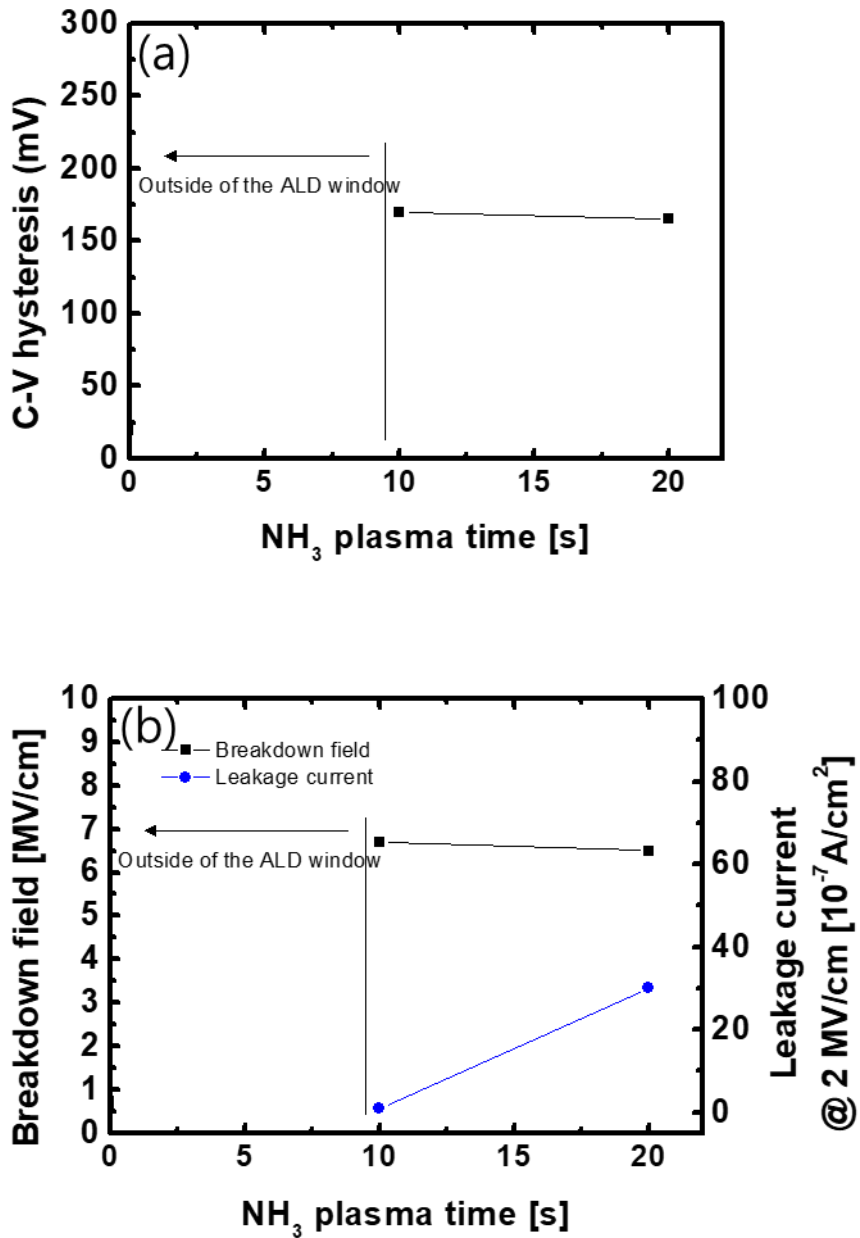 (a)
C-V hysteresis (mV)
300
250
200
150
100
50
0
Outside of the ALD window
0 5 10 15 20
NH₃ plasma time [s]
(b)
Breakdown field [MV/cm]
10
9
8
7
6
5
4
3
2
1
0
Breakdown field
Leakage current
Outside of the ALD window
0 5 10 15 20
NH₃ plasma time [s]
100
80
60
40
20
0
Leakage current
@ 2 MV/cm [10⁻⁷A/cm²]